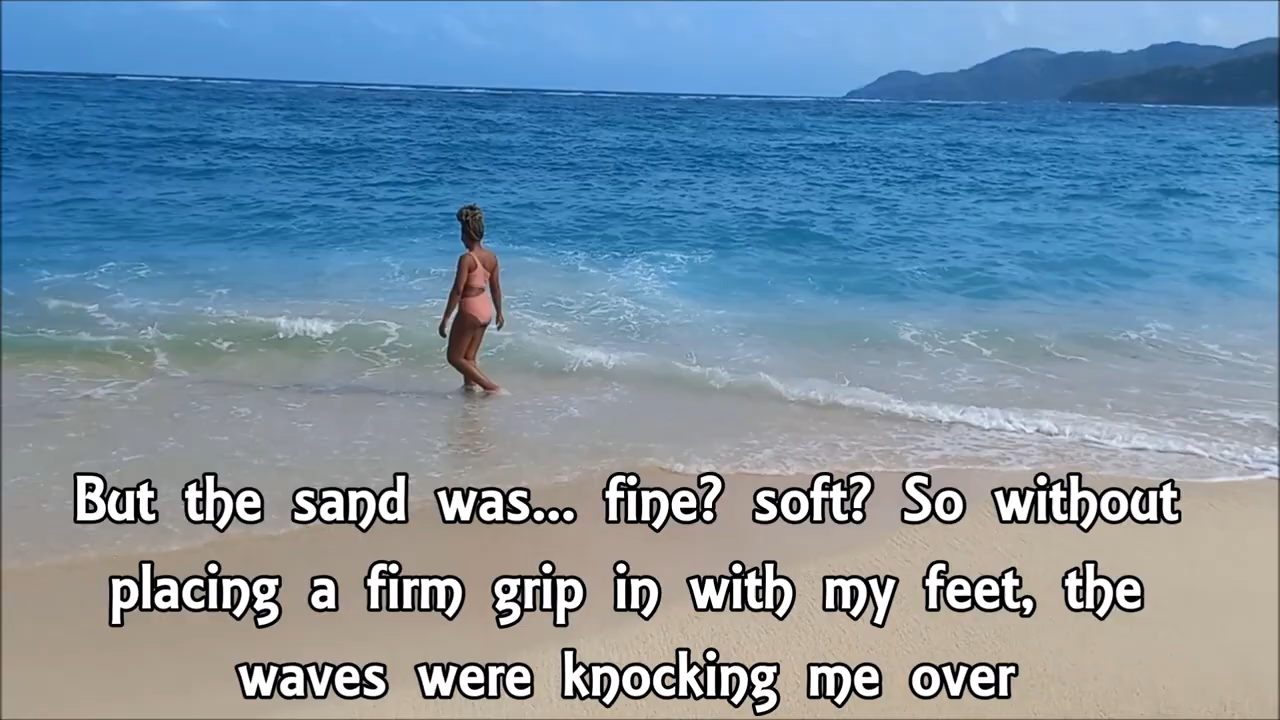 But the sand was... fine? soft? So without
placing a firm grip in with my feet, the
waves were knocking me over